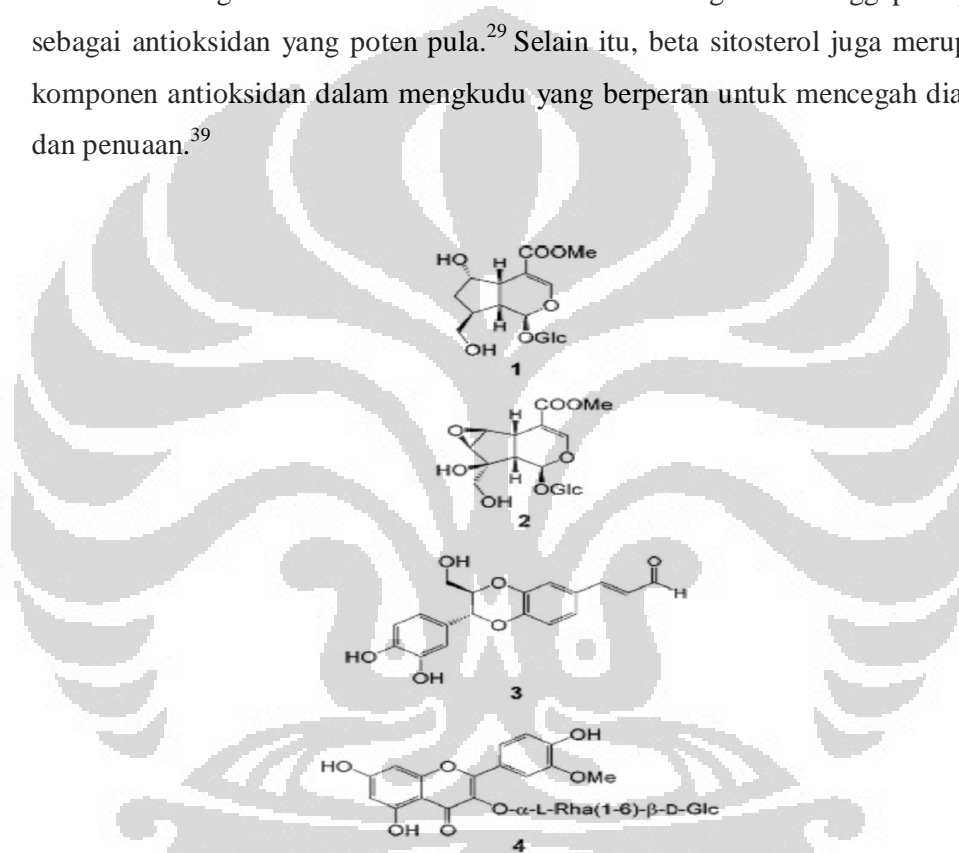 sebagai antioksidan yang poten pula.29 Selain itu, beta sitosterol juga
komponen antioksidan dalam mengkudu yang berperan untuk mencegah
dan penuaan.39
HO
H
COOMe
O
H
OGlc
OH
1
H
COOMe
O
O
HO
H
OGlc
OH
2
OH
O
O
H
O
HO
OH
3
OH
HO
O
OMe
O-α-L-Rha(1-6)-β-D-Glc
OH
O
4